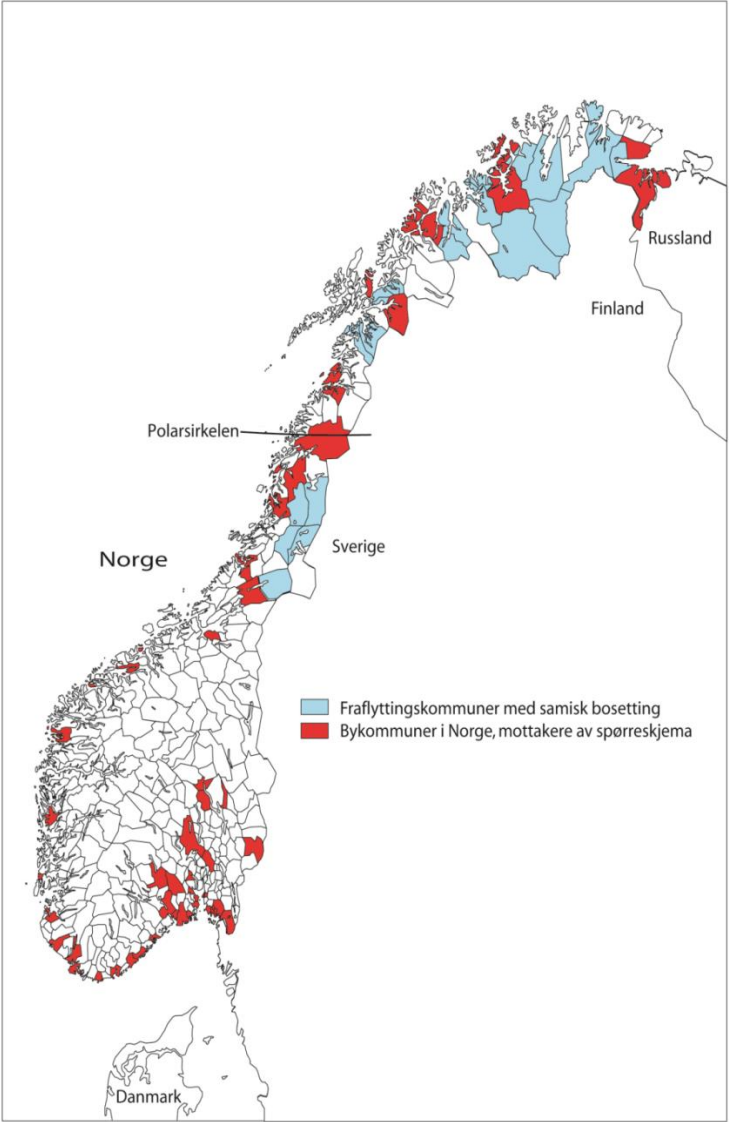 Russland
Finland
Polarsirkelen
Norge
Sverige
Fraflyttingskommuner med samisk bosetting
Bykommuner i Norge, mottakere av spørreskjema
Danmark